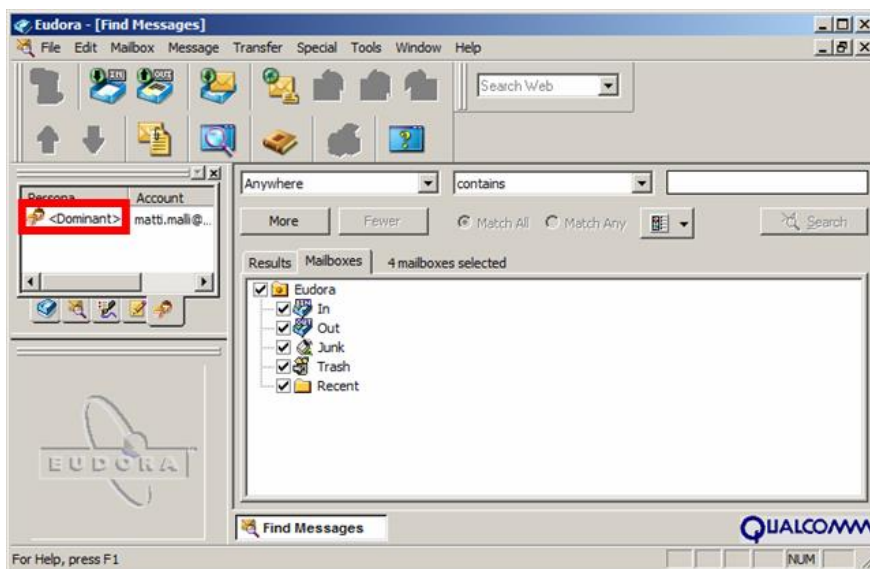 Eudora - [Find Messages]
File Edit Mailbox Message Transfer Special Tools Window Help
IN OUT Search Web
Persona Account
<Dominant> matti.malli@...
Anywhere contains
More Fewer Match All Match Any Search
Results Mailboxes 4 mailboxes selected
Eudora
In
Out
Junk
Trash
Recent
EUDORA
Find Messages
QUALCOMM
For Help, press F1 NUM